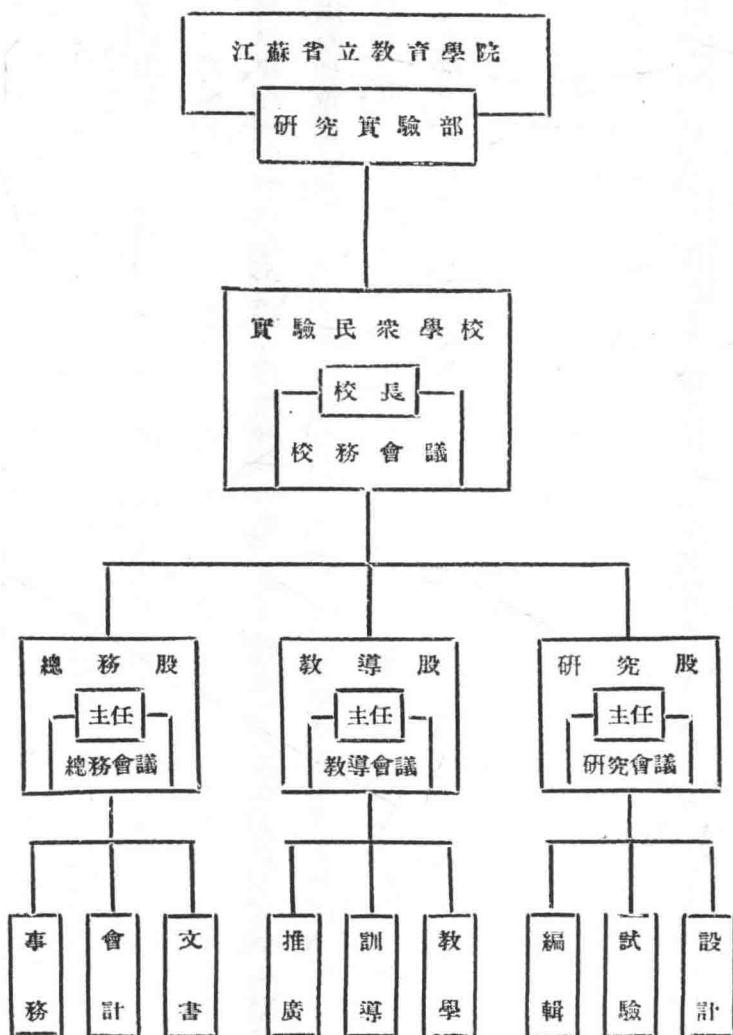 江蘇省立教育學院
研究實驗部
實驗民衆學校
校長
校務會議
總務股
主任
總務會議
教導股
主任
教導會議
研究股
主任
研究會議
事務
會計
文書
推廣
訓導
教學
編輯
試驗
設計